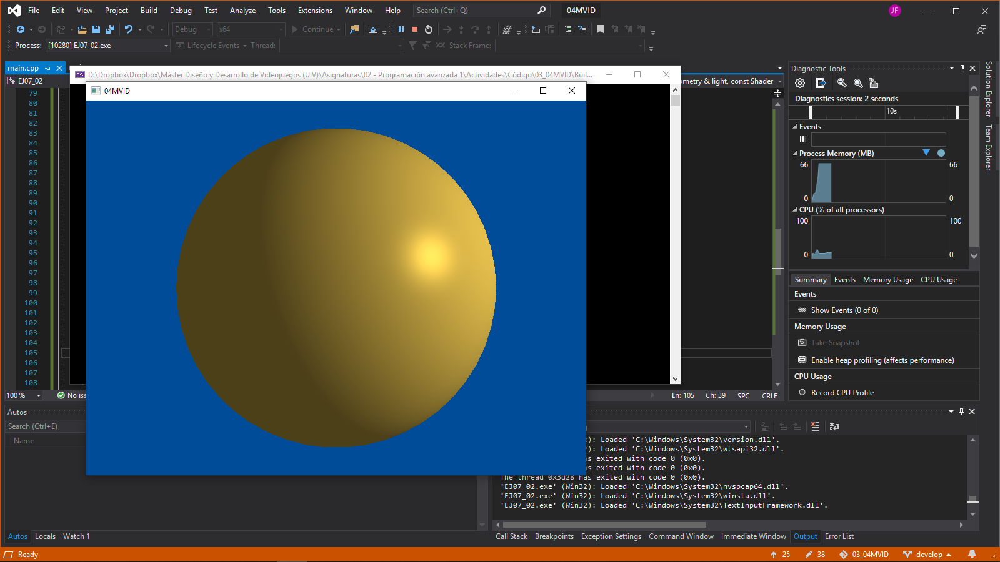 File Edit View Project Build Debug Test Analyze Tools Extensions Window Help Search (Ctrl+Q) 04MVID JF
Debug x64 Continue
Process: [10280] EJ07_02.exe Lifecycle Events Thread: Stack Frame:
main.cpp
D:\Dropbox\Dropbox\Máster Diseño y Desarrollo de Videojuegos (UIV)\Asignaturas\02 - Programación avanzada 1\Actividades\Código\03_04MVID\Buil...
EJ07_02
ometry & light, const Shader
04MVID
79
80
81
82
83
84
85
86
87
88
89
90
91
92
93
94
95
96
97
98
99
100
101
102
103
104
105
106
107
108
100 % No iss
Ln: 105 Ch: 39 SPC CRLF
Diagnostic Tools
Diagnostics session: 2 seconds
10s
Events
Process Memory (MB)
66 66
0 0
CPU (% of all processors)
100 100
0 0
Summary Events Memory Usage CPU Usage
Events
Show Events (0 of 0)
Memory Usage
Take Snapshot
Enable heap profiling (affects performance)
CPU Usage
Record CPU Profile
Solution Explorer
Team Explorer
Autos
Search (Ctrl+E)
Name
Autos Locals Watch 1
2): Loaded 'C:\Windows\System32\version.dll'.
2): Loaded 'C:\Windows\System32\wtsapi32.dll'.
s exited with code 0 (0x0).
s exited with code 0 (0x0).
The thread 0x3d28 has exited with code 0 (0x0).
'EJ07_02.exe' (Win32): Loaded 'C:\Windows\System32\nvspcap64.dll'.
'EJ07_02.exe' (Win32): Loaded 'C:\Windows\System32\winsta.dll'.
'EJ07_02.exe' (Win32): Loaded 'C:\Windows\System32\TextInputFramework.dll'.
Call Stack Breakpoints Exception Settings Command Window Immediate Window Output Error List
Ready 25 38 03_04MVID develop